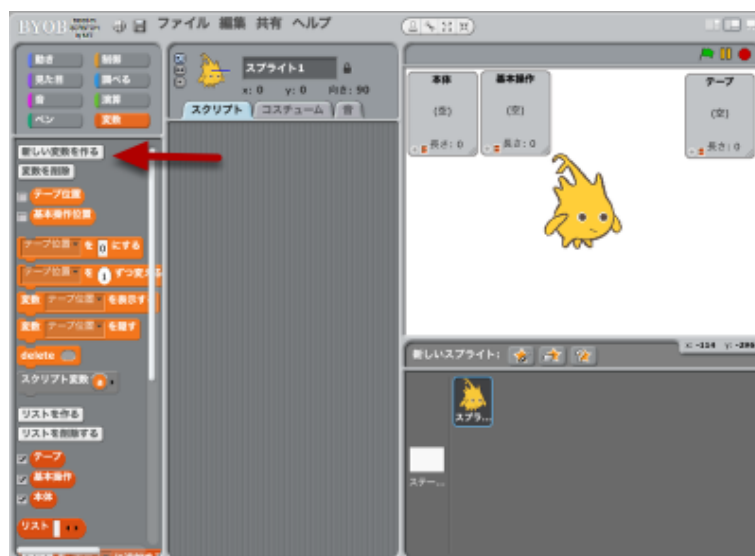 BYOB ファイル 編集 共有 ヘルプ
動き 制御
見た目 調べる
音 演算
ペン 変数
新しい変数を作る
変数を削除
テープ位置
基本操作位置
テープ位置 を 0 にする
テープ位置 を 1 ずつ変える
変数 テープ位置 を表示する
変数 テープ位置 を隠す
delete
スクリプト変数 a
リストを作る
リストを削除する
テープ
基本操作
本体
リスト
スプライト1
x: 0 y: 0 向き: 90
スクリプト コスチューム 音
本体
(空)
長さ: 0
基本操作
(空)
長さ: 0
テープ
(空)
長さ: 0
新しいスプライト:
スプラ...
ステー...